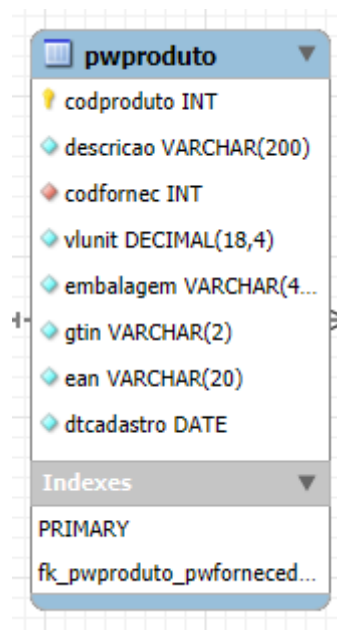 pwproduto
codproduto INT
descricao VARCHAR(200)
codfornec INT
vlunit DECIMAL(18,4)
embalagem VARCHAR(4...
gtin VARCHAR(2)
ean VARCHAR(20)
dtcadastro DATE
Indexes
PRIMARY
fk_pwproduto_pwforneced...